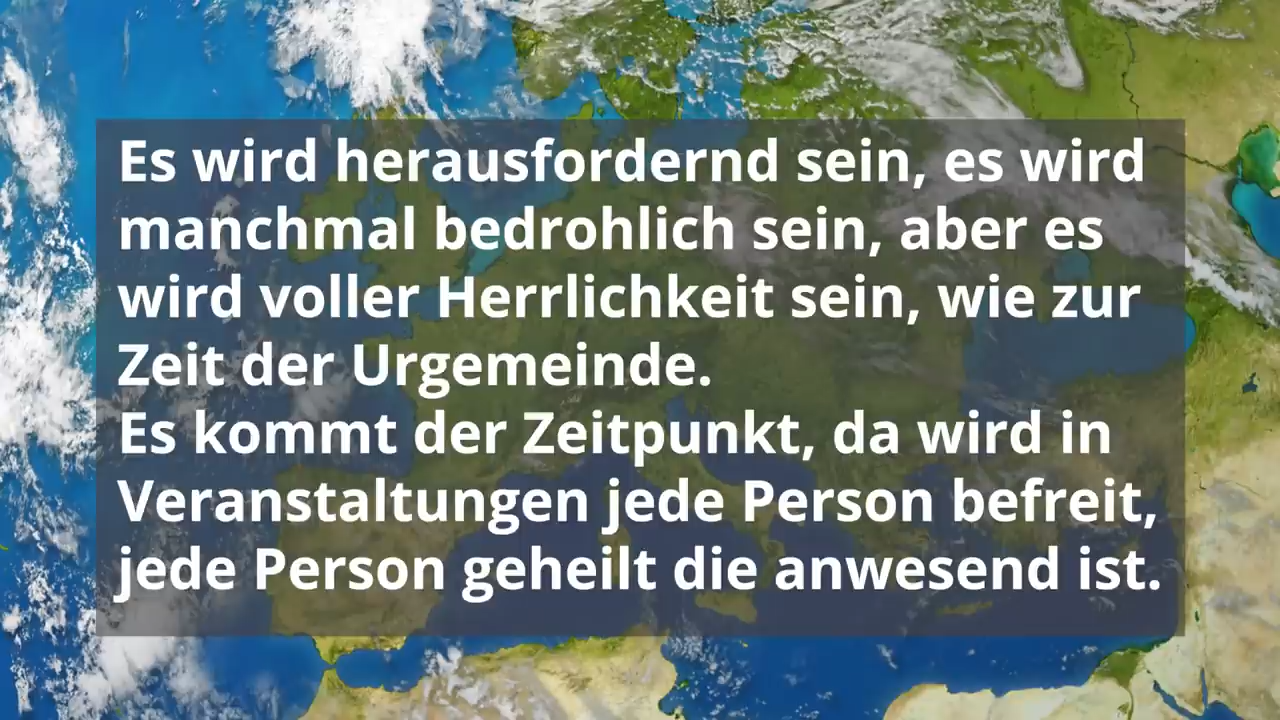 Es wird herausfordernd sein, es wird
manchmal bedrohlich sein, aber es
wird voller Herrlichkeit sein, wie zur
Zeit der Urgemeinde.
Es kommt der Zeitpunkt, da wird in
Veranstaltungen jede Person befreit,
jede Person geheilt die anwesend ist.